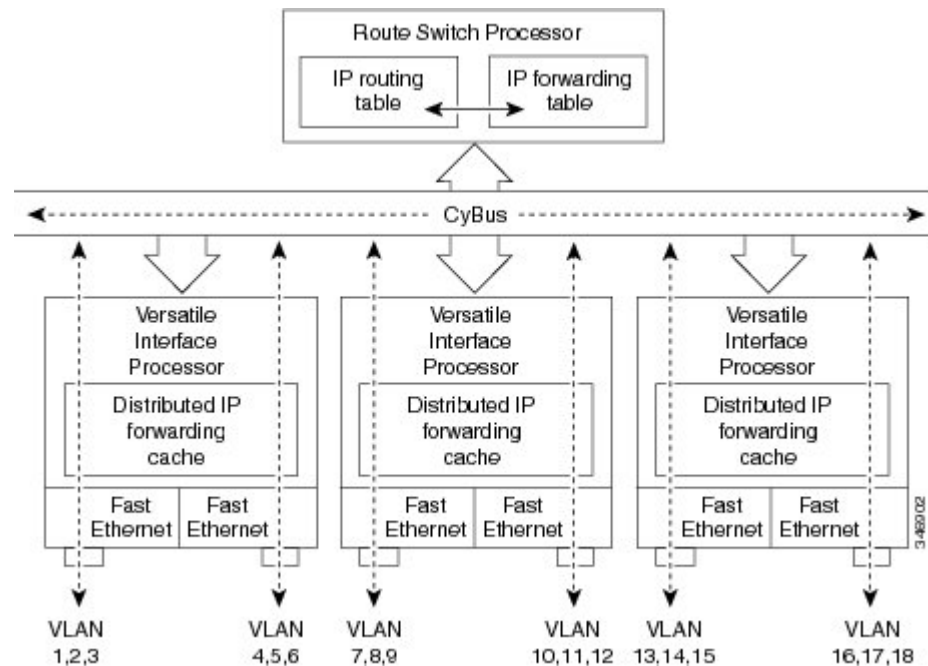 Route Switch Processor
IP routing
table
IP forwarding
table
CyBus
Versatile
Interface
Processor
Distributed IP
forwarding
cache
Fast
Ethernet
Fast
Ethernet
Versatile
Interface
Processor
Distributed IP
forwarding
cache
Fast
Ethernet
Fast
Ethernet
Versatile
Interface
Processor
Distributed IP
forwarding
cache
Fast
Ethernet
Fast
Ethernet
346902
VLAN
1,2,3
VLAN
4,5,6
VLAN
7,8,9
VLAN
10,11,12
VLAN
13,14,15
VLAN
16,17,18